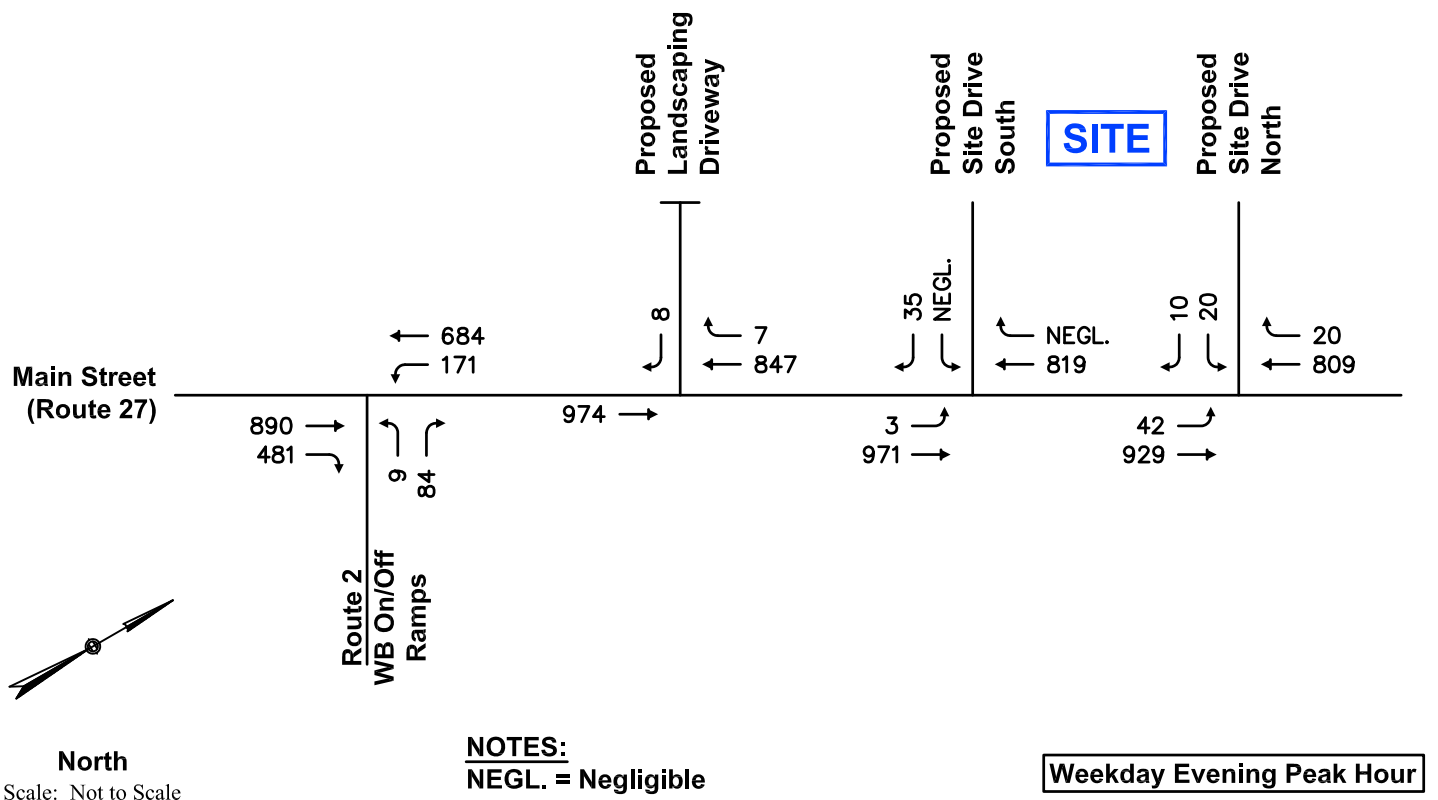 Proposed
Landscaping
Driveway
Proposed
Site Drive
South
SITE
Proposed
Site Drive
North
684
171
8
7
847
35
NEGL.
NEGL.
819
10
20
20
809
Main Street
(Route 27)
890
481
9
84
974
3
971
42
929
Route 2
WB On/Off
Ramps
North
Scale: Not to Scale
NOTES:
NEGL. = Negligible
Weekday Evening Peak Hour